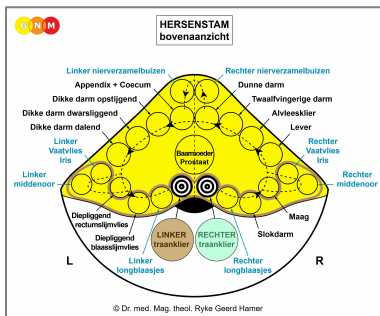 G N M
HERSENSTAM
bovenaanzicht
Linker nierverzamelbuizen
Rechter nierverzamelbuizen
Appendix + Coecum
Dunne darm
Dikke darm opstijgend
Twaalfvingerige darm
Dikke darm dwarsliggend
Alvleesklier
Dikke darm dalend
Lever
Linker
Vaatvlies
Iris
Rechter
Vaatvlies
Iris
Baarmoeder
Prostaat
Linker
middenoor
Rechter
middenoor
Diepliggend
rectumslijmvlies
Maag
Diepliggend
blaasslijmvlies
Slokdarm
LINKER
traanklier
RECHTER
traanklier
L
R
Linker
longblaasjes
Rechter
longblaasjes
© Dr. med. Mag. theol. Ryke Geerd Hamer